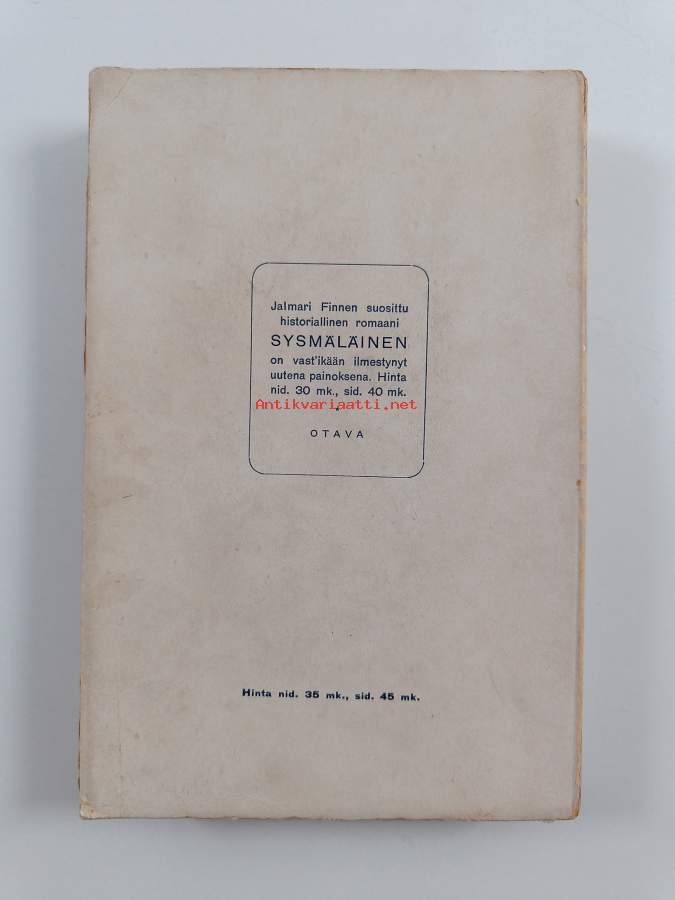 Jalmari Finnen suosittu
historiallinen romaani
SYSMÄLÄINEN
on vast'ikään ilmestynyt
uutena painoksena. Hinta
nid. 30 mk., sid. 40 mk.
Antikvariaatti.net
OTAVA
Hinta nid. 35 mk., sid. 45 mk.